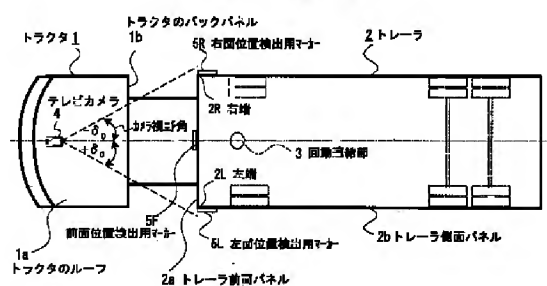 トラクタのバックパネル
1b
5R 右面位置検出用マーカー
トラクタ 1
2 トレーラ
テレビカメラ
4
2R 右端
カメラ視野角
-δ₀
+δ₀
3 回動連結部
2L 左端
5F
前面位置検出用マーカー
5L 左面位置検出用マーカー
2b トレーラ側面パネル
1a
トラクタのルーフ
2a トレーラ前面パネル